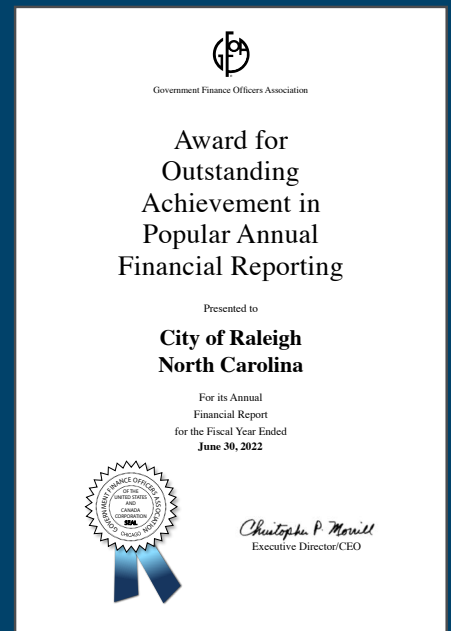 GFOA
Government Finance Officers Association
Award for
Outstanding
Achievement in
Popular Annual
Financial Reporting
Presented to
City of Raleigh
North Carolina
For its Annual
Financial Report
for the Fiscal Year Ended
June 30, 2022
GOVERNMENT FINANCE OFFICERS ASSOCIATION
OF THE
UNITED STATES
AND
CANADA
CORPORATION
SEAL
CHICAGO
Christopher P. Morrill
Executive Director/CEO